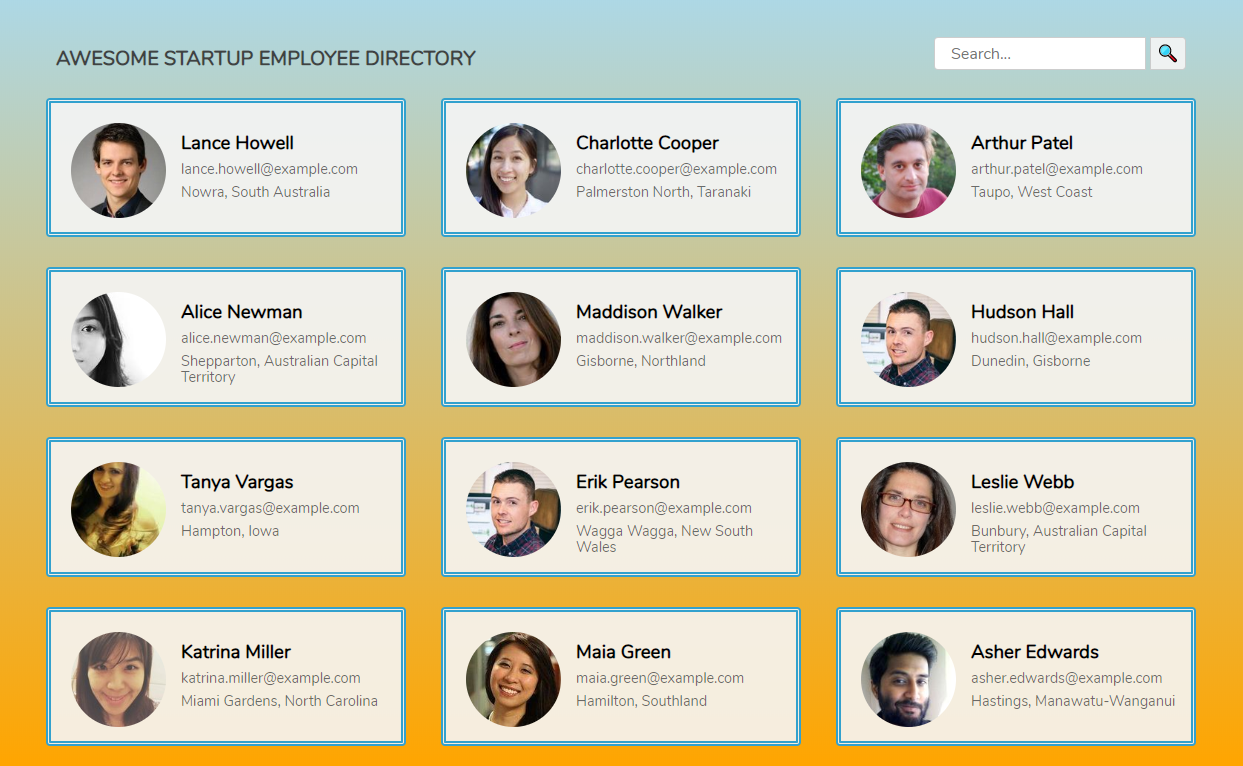 AWESOME STARTUP EMPLOYEE DIRECTORY
Search...
Lance Howell
lance.howell@example.com
Nowra, South Australia
Charlotte Cooper
charlotte.cooper@example.com
Palmerston North, Taranaki
Arthur Patel
arthur.patel@example.com
Taupo, West Coast
Alice Newman
alice.newman@example.com
Shepparton, Australian Capital
Territory
Maddison Walker
maddison.walker@example.com
Gisborne, Northland
Hudson Hall
hudson.hall@example.com
Dunedin, Gisborne
Tanya Vargas
tanya.vargas@example.com
Hampton, Iowa
Erik Pearson
erik.pearson@example.com
Wagga Wagga, New South
Wales
Leslie Webb
leslie.webb@example.com
Bunbury, Australian Capital
Territory
Katrina Miller
katrina.miller@example.com
Miami Gardens, North Carolina
Maia Green
maia.green@example.com
Hamilton, Southland
Asher Edwards
asher.edwards@example.com
Hastings, Manawatu-Wanganui